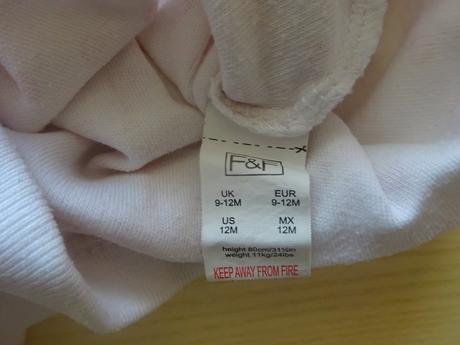 F&F
UK EUR
9-12M 9-12M
US MX
12M 12M
height 80cm/31½in
weight 11kg/24lbs
KEEP AWAY FROM FIRE